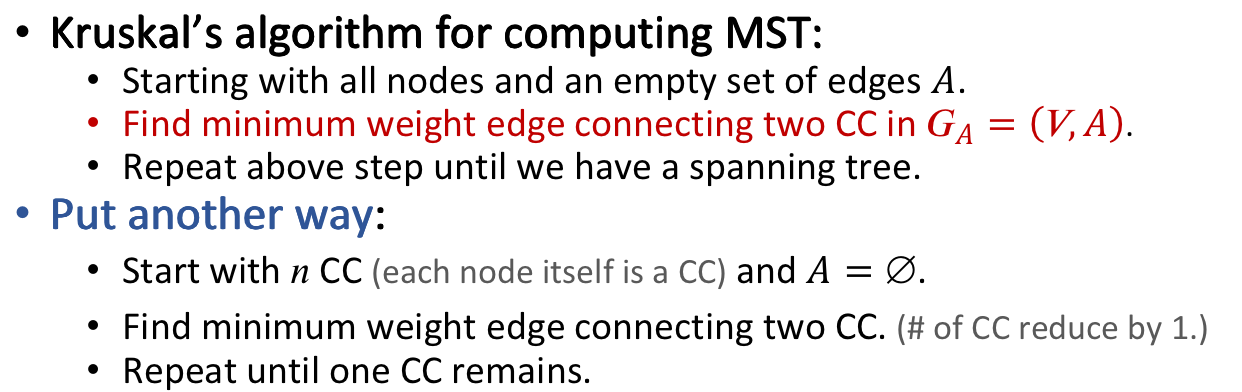 • Kruskal’s algorithm for computing MST:
• Starting with all nodes and an empty set of edges A.
• Find minimum weight edge connecting two CC in G_A = (V, A).
• Repeat above step until we have a spanning tree.
• Put another way:
• Start with n CC (each node itself is a CC) and A = ∅.
• Find minimum weight edge connecting two CC. (# of CC reduce by 1.)
• Repeat until one CC remains.